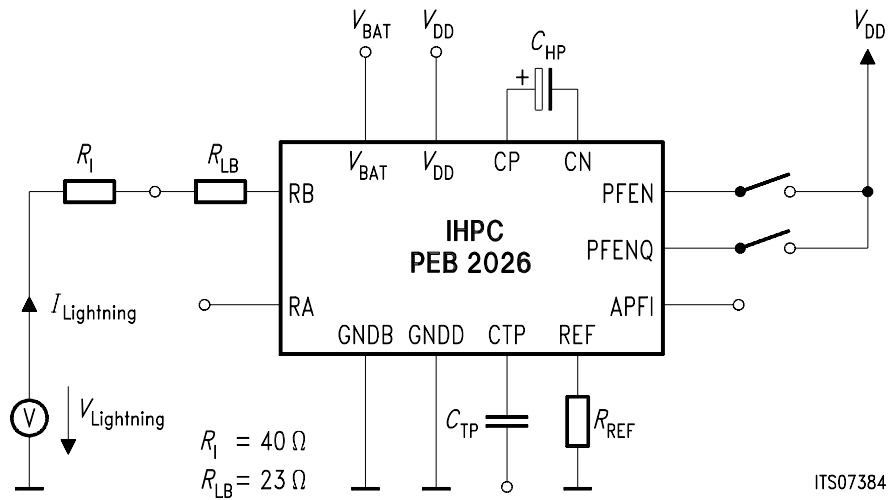 V_BAT V_DD C_HP V_DD
+
R_I R_LB V_BAT V_DD CP CN
RB PFEN
IHPC
PEB 2026
PFENQ
I_Lightning RA APFI
GNDB GNDD CTP REF
V V_Lightning C_TP R_REF
R_I = 40 Ω
R_LB = 23 Ω
ITS07384